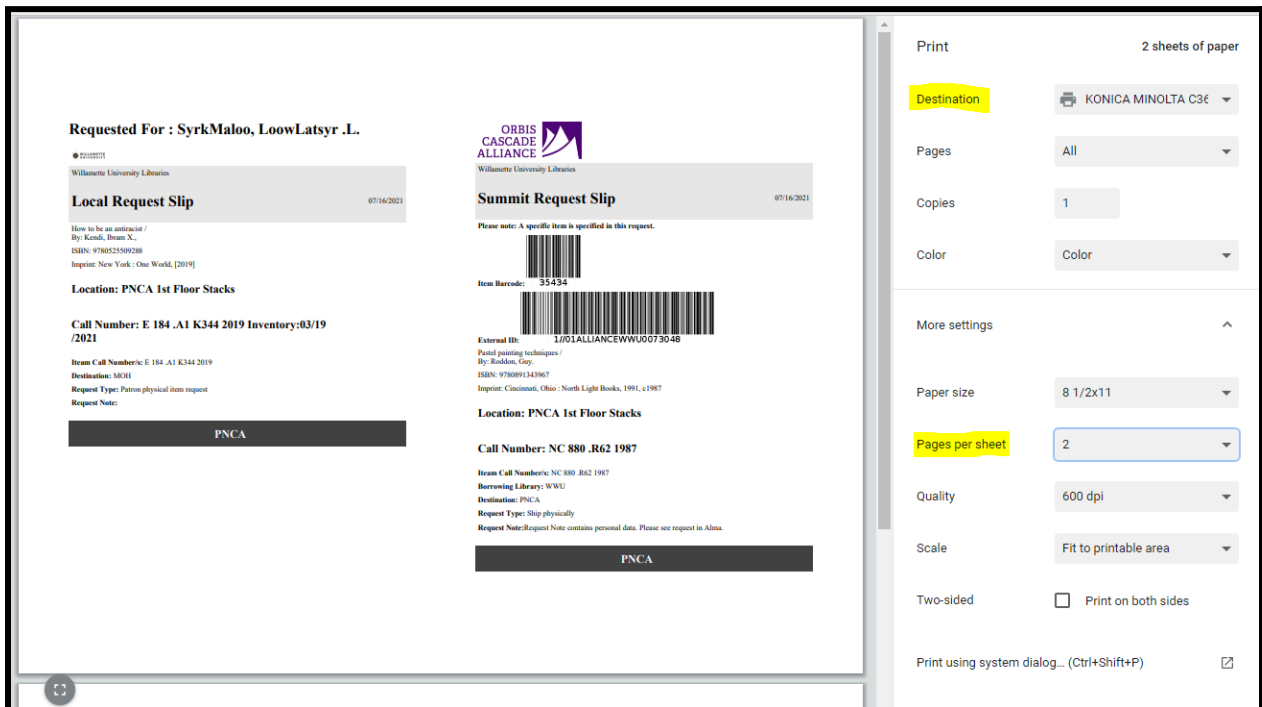 Requested For : SyrkMaloo, LoowLatsyr .L.
WILLAMETTE
UNIVERSITY
Willamette University Libraries
Local Request Slip 07/16/2021
How to be an antiracist /
By: Kendi, Ibram X.,
ISBN: 9780525509288
Imprint: New York : One World, [2019]
Location: PNCA 1st Floor Stacks
Call Number: E 184 .A1 K344 2019 Inventory:03/19
/2021
Iteam Call Number/s: E 184 .A1 K344 2019
Destination: MOH
Request Type: Patron physical item request
Request Note:
PNCA
ORBIS
CASCADE
ALLIANCE
Willamette University Libraries
Summit Request Slip 07/16/2021
Please note: A specific item is specified in this request.
Item Barcode: 35434
External ID: 1//01ALLIANCEWWU0073048
Pastel painting techniques /
By: Roddon, Guy.
ISBN: 9780891343967
Imprint: Cincinnati, Ohio : North Light Books, 1991, c1987
Location: PNCA 1st Floor Stacks
Call Number: NC 880 .R62 1987
Iteam Call Number/s: NC 880 .R62 1987
Borrowing Library: WWU
Destination: PNCA
Request Type: Ship physically
Request Note:Request Note contains personal data. Please see request in Alma.
PNCA
Print 2 sheets of paper
Destination KONICA MINOLTA C36
Pages All
Copies 1
Color Color
More settings
Paper size 8 1/2x11
Pages per sheet 2
Quality 600 dpi
Scale Fit to printable area
Two-sided Print on both sides
Print using system dialog... (Ctrl+Shift+P)